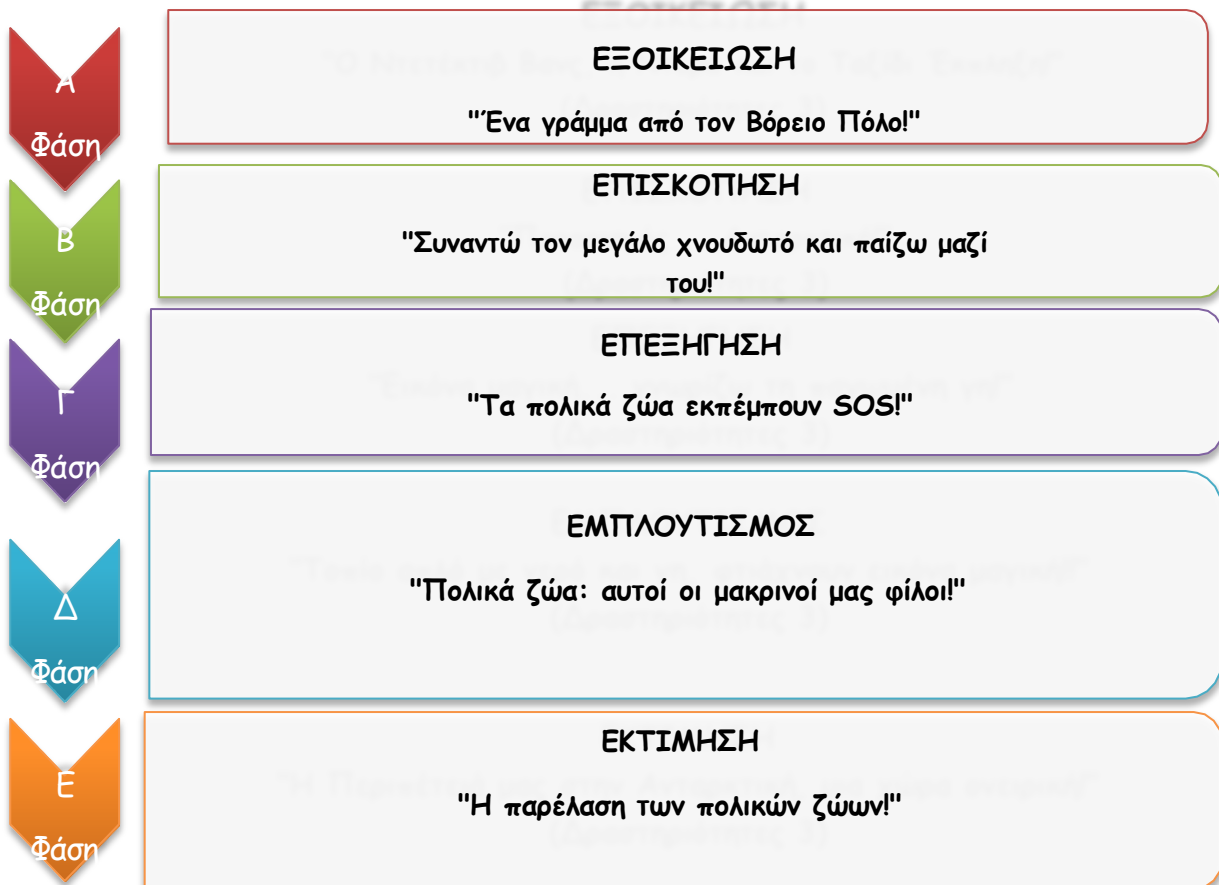 Α
Φάση
ΕΞΟΙΚΕΙΩΣΗ
"Ένα γράμμα από τον Βόρειο Πόλο!"
Β
Φάση
ΕΠΙΣΚΟΠΗΣΗ
"Συναντώ τον μεγάλο χνουδωτό και παίζω μαζί
του!"
Γ
Φάση
ΕΠΕΞΗΓΗΣΗ
"Τα πολικά ζώα εκπέμπουν SOS!"
Δ
Φάση
ΕΜΠΛΟΥΤΙΣΜΟΣ
"Πολικά ζώα: αυτοί οι μακρινοί μας φίλοι!"
Ε
Φάση
ΕΚΤΙΜΗΣΗ
"Η παρέλαση των πολικών ζώων!"